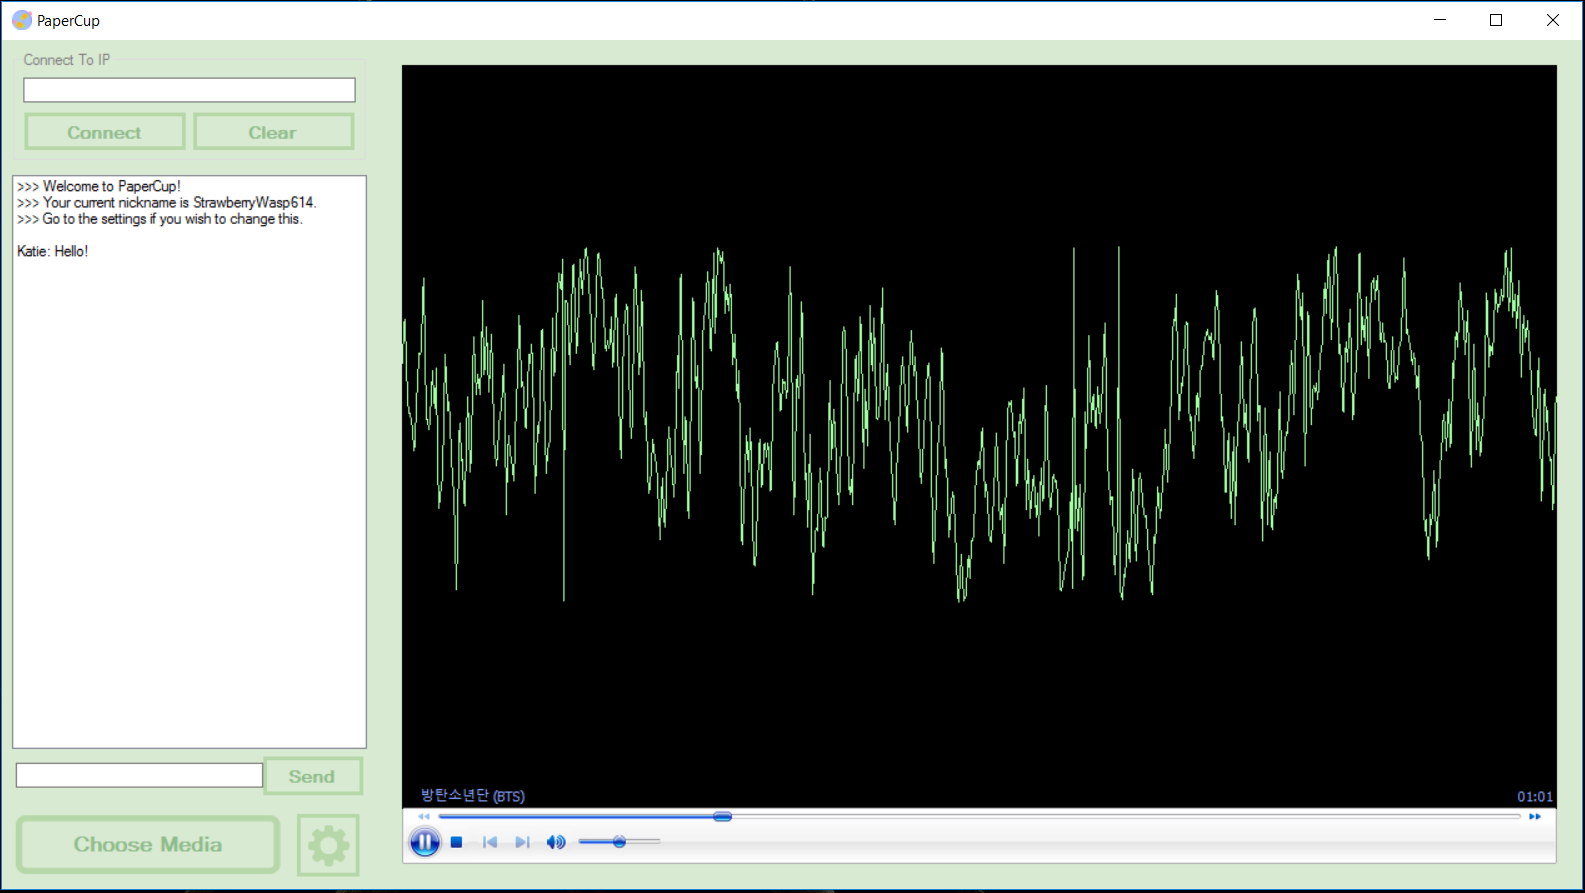 PaperCup
Connect To IP
Connect
Clear
>>> Welcome to PaperCup!
>>> Your current nickname is StrawberryWasp614.
>>> Go to the settings if you wish to change this.
Katie: Hello!
Send
Choose Media
방탄소년단 (BTS)
01:01